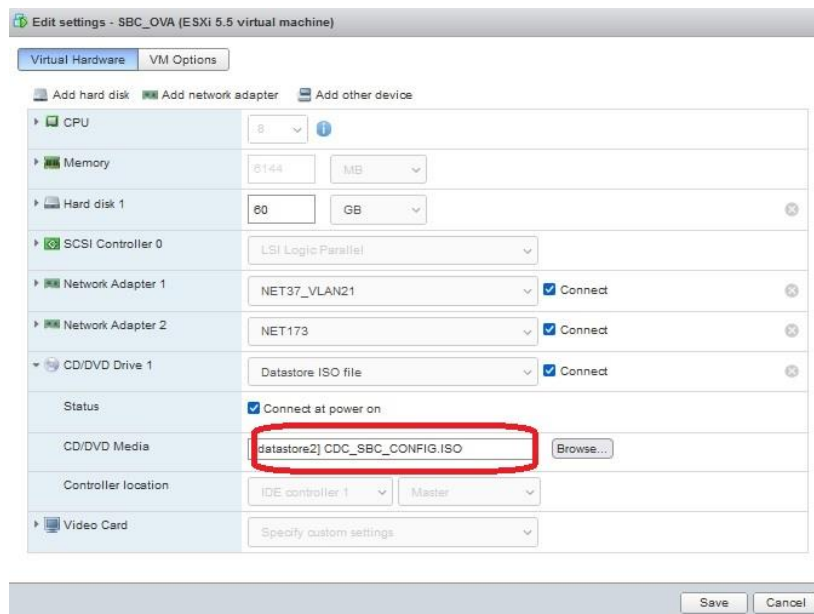 Edit settings - SBC_OVA (ESXi 5.5 virtual machine)
Virtual Hardware VM Options
Add hard disk Add network adapter Add other device
CPU 8
Memory 6144 MB
Hard disk 1 60 GB
SCSI Controller 0 LSI Logic Parallel
Network Adapter 1 NET37_VLAN21 Connect
Network Adapter 2 NET173 Connect
CD/DVD Drive 1 Datastore ISO file Connect
Status Connect at power on
CD/DVD Media datastore2] CDC_SBC_CONFIG.ISO Browse...
Controller location IDE controller 1 Master
Video Card Specify custom settings
Save Cancel